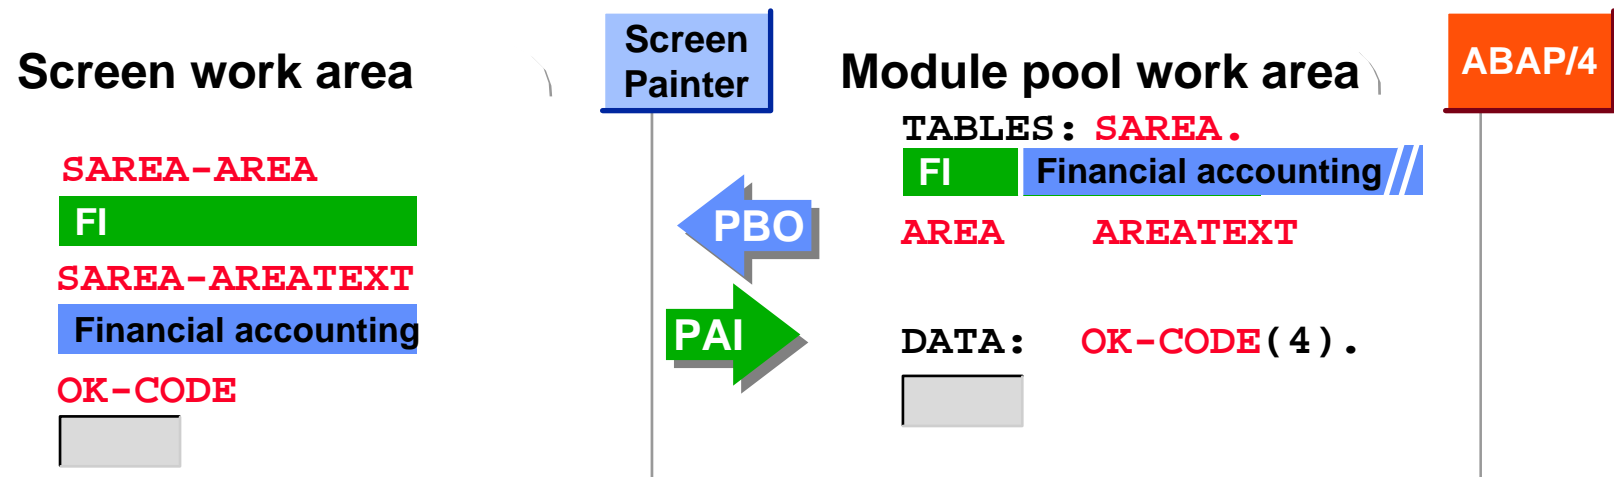 Screen work area
SAREA-AREA
FI
SAREA-AREATEXT
Financial accounting
OK-CODE
Screen
Painter
PBO
PAI
Module pool work area
TABLES: SAREA.
FI Financial accounting
AREA AREATEXT
DATA: OK-CODE(4).
ABAP/4